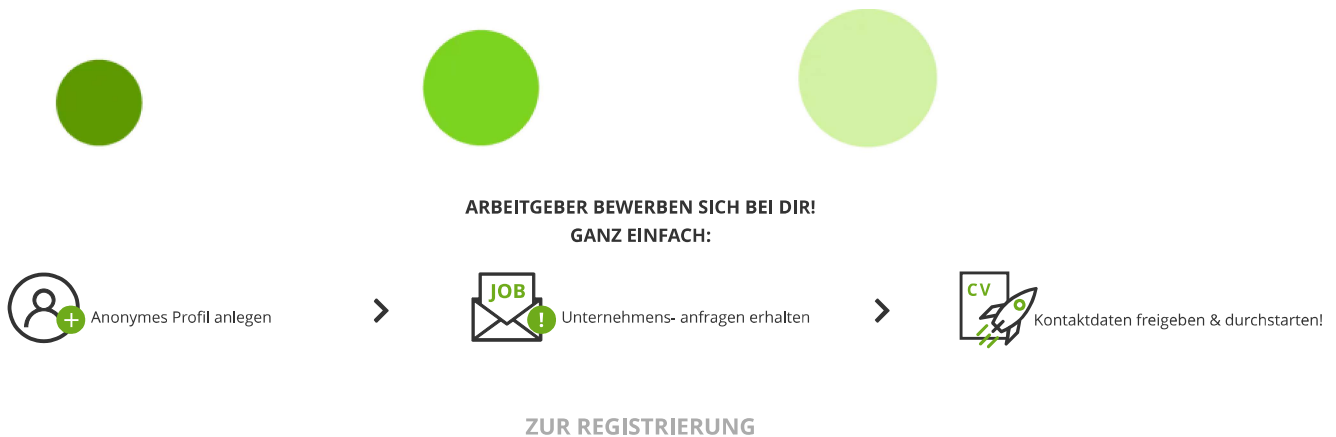 ARBEITGEBER BEWERBEN SICH BEI DIR!
GANZ EINFACH:
Anonymes Profil anlegen
JOB
!
Unternehmens- anfragen erhalten
CV
Kontaktdaten freigeben & durchstarten!
ZUR REGISTRIERUNG